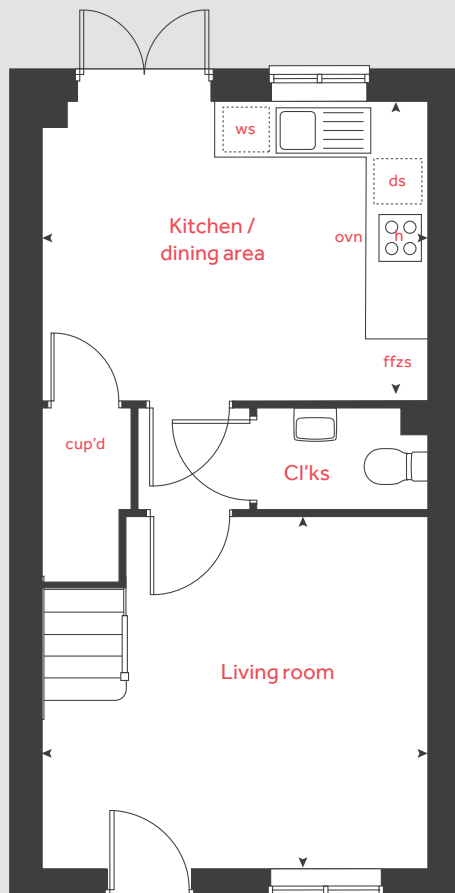 ws
ds
Kitchen /
dining area
ovn
h
ffzs
cup'd
Cl'ks
Living room